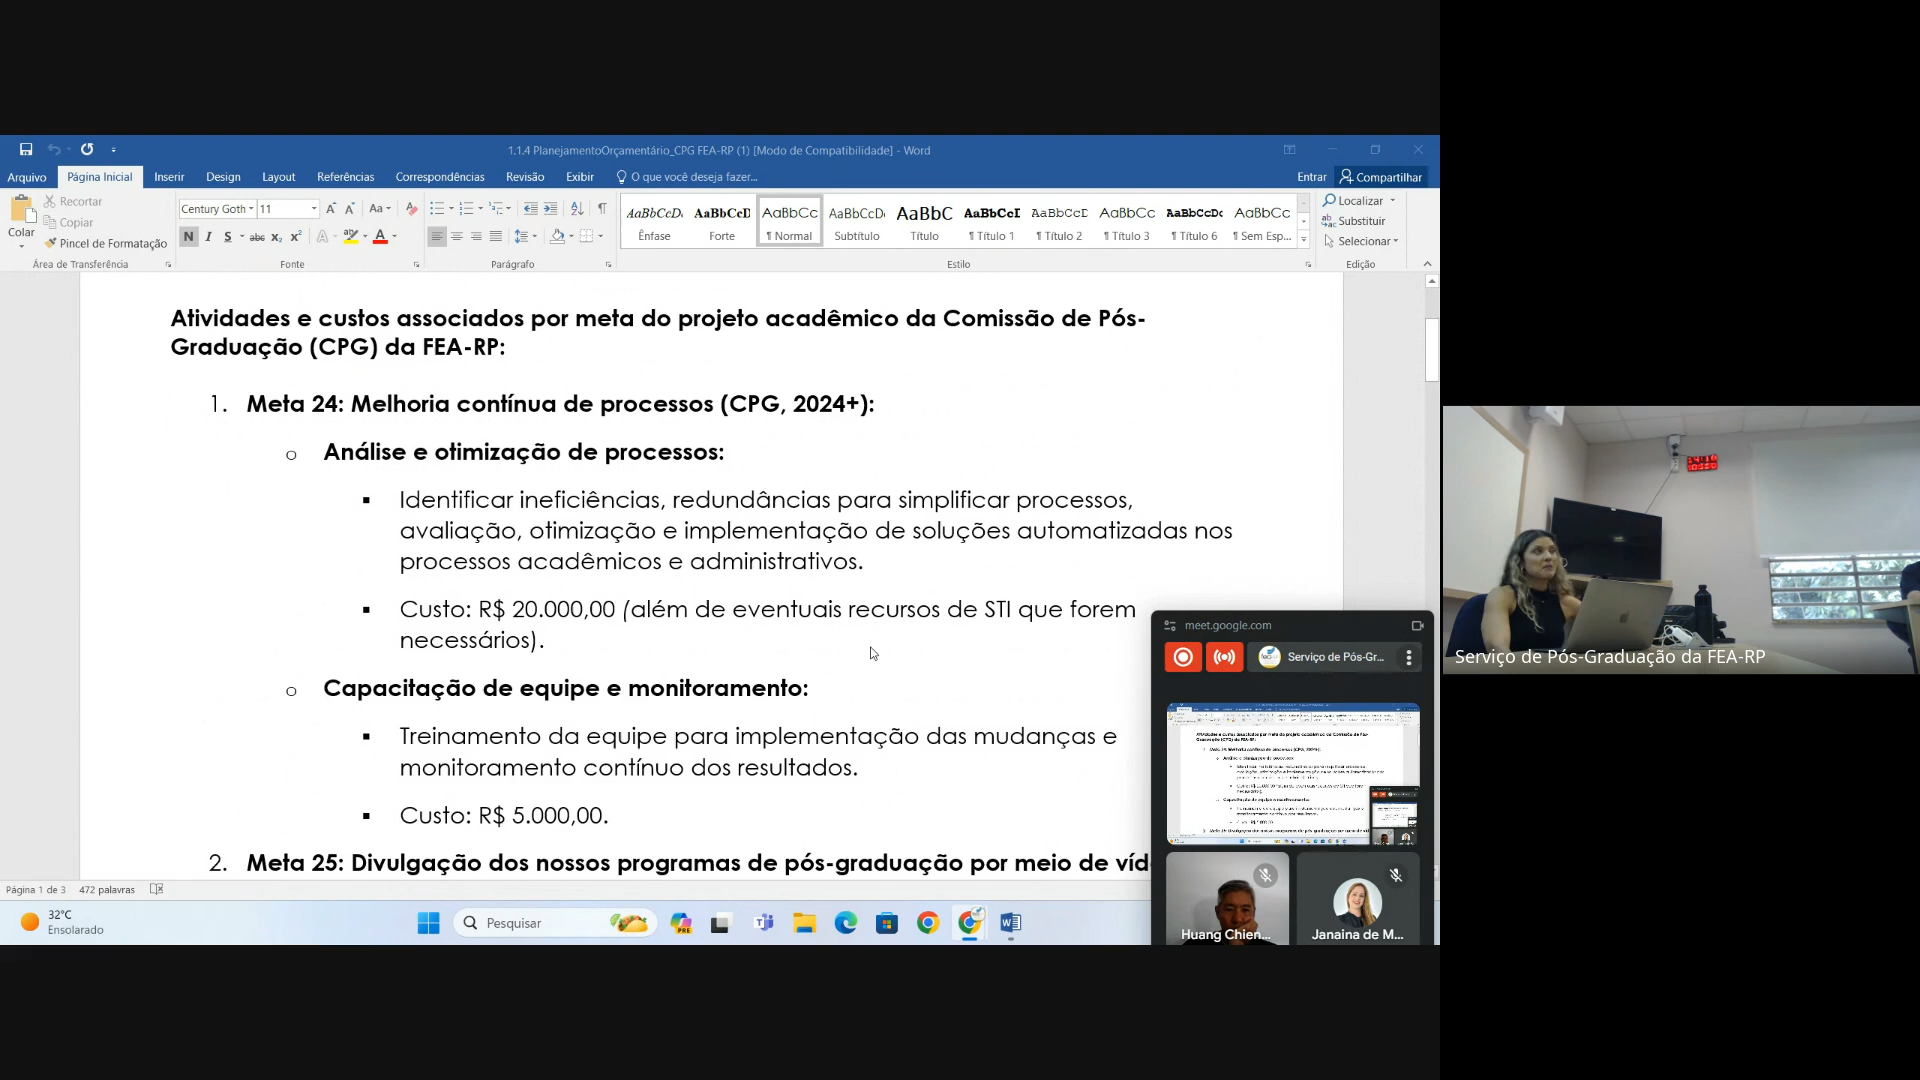 1.1.4 PlanejamentoOrçamentário_CPG FEA-RP (1) [Modo de Compatibilidade] - Word
Arquivo Página Inicial Inserir Design Layout Referências Correspondências Revisão Exibir O que você deseja fazer... Entrar Compartilhar
Colar
Recortar
Copiar
Pincel de Formatação
Área de Transferência
Century Goth 11
N I S abc x₂ x²
Fonte
Parágrafo
AaBbCcDt Ênfase
AaBbCcD Forte
AaBbCc ¶ Normal
AaBbCcDt Subtítulo
AaBbC Título
AaBbCcI ¶ Título 1
AaBbCcD ¶ Título 2
AaBbCc ¶ Título 3
AaBbCcDc ¶ Título 6
AaBbCc ¶ Sem Esp...
Estilo
Localizar
Substituir
Selecionar
Edição
Atividades e custos associados por meta do projeto acadêmico da Comissão de Pós-
Graduação (CPG) da FEA-RP:
1. Meta 24: Melhoria contínua de processos (CPG, 2024+):
o Análise e otimização de processos:
▪ Identificar ineficiências, redundâncias para simplificar processos,
avaliação, otimização e implementação de soluções automatizadas nos
processos acadêmicos e administrativos.
▪ Custo: R$ 20.000,00 (além de eventuais recursos de STI que forem
necessários).
o Capacitação de equipe e monitoramento:
▪ Treinamento da equipe para implementação das mudanças e
monitoramento contínuo dos resultados.
▪ Custo: R$ 5.000,00.
2. Meta 25: Divulgação dos nossos programas de pós-graduação por meio de víd
meet.google.com
Serviço de Pós-Gr...
Huang Chien...
Janaina de M...
Página 1 de 3 472 palavras
32°C
Ensolarado
Pesquisar
PRE
Serviço de Pós-Graduação da FEA-RP